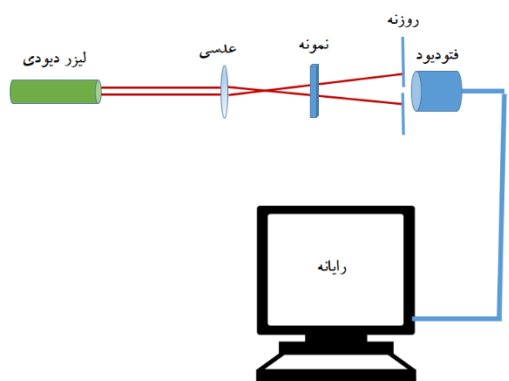 روزنه
لیزر دیودی
عدسی
نمونه
فتودیود
رایانه